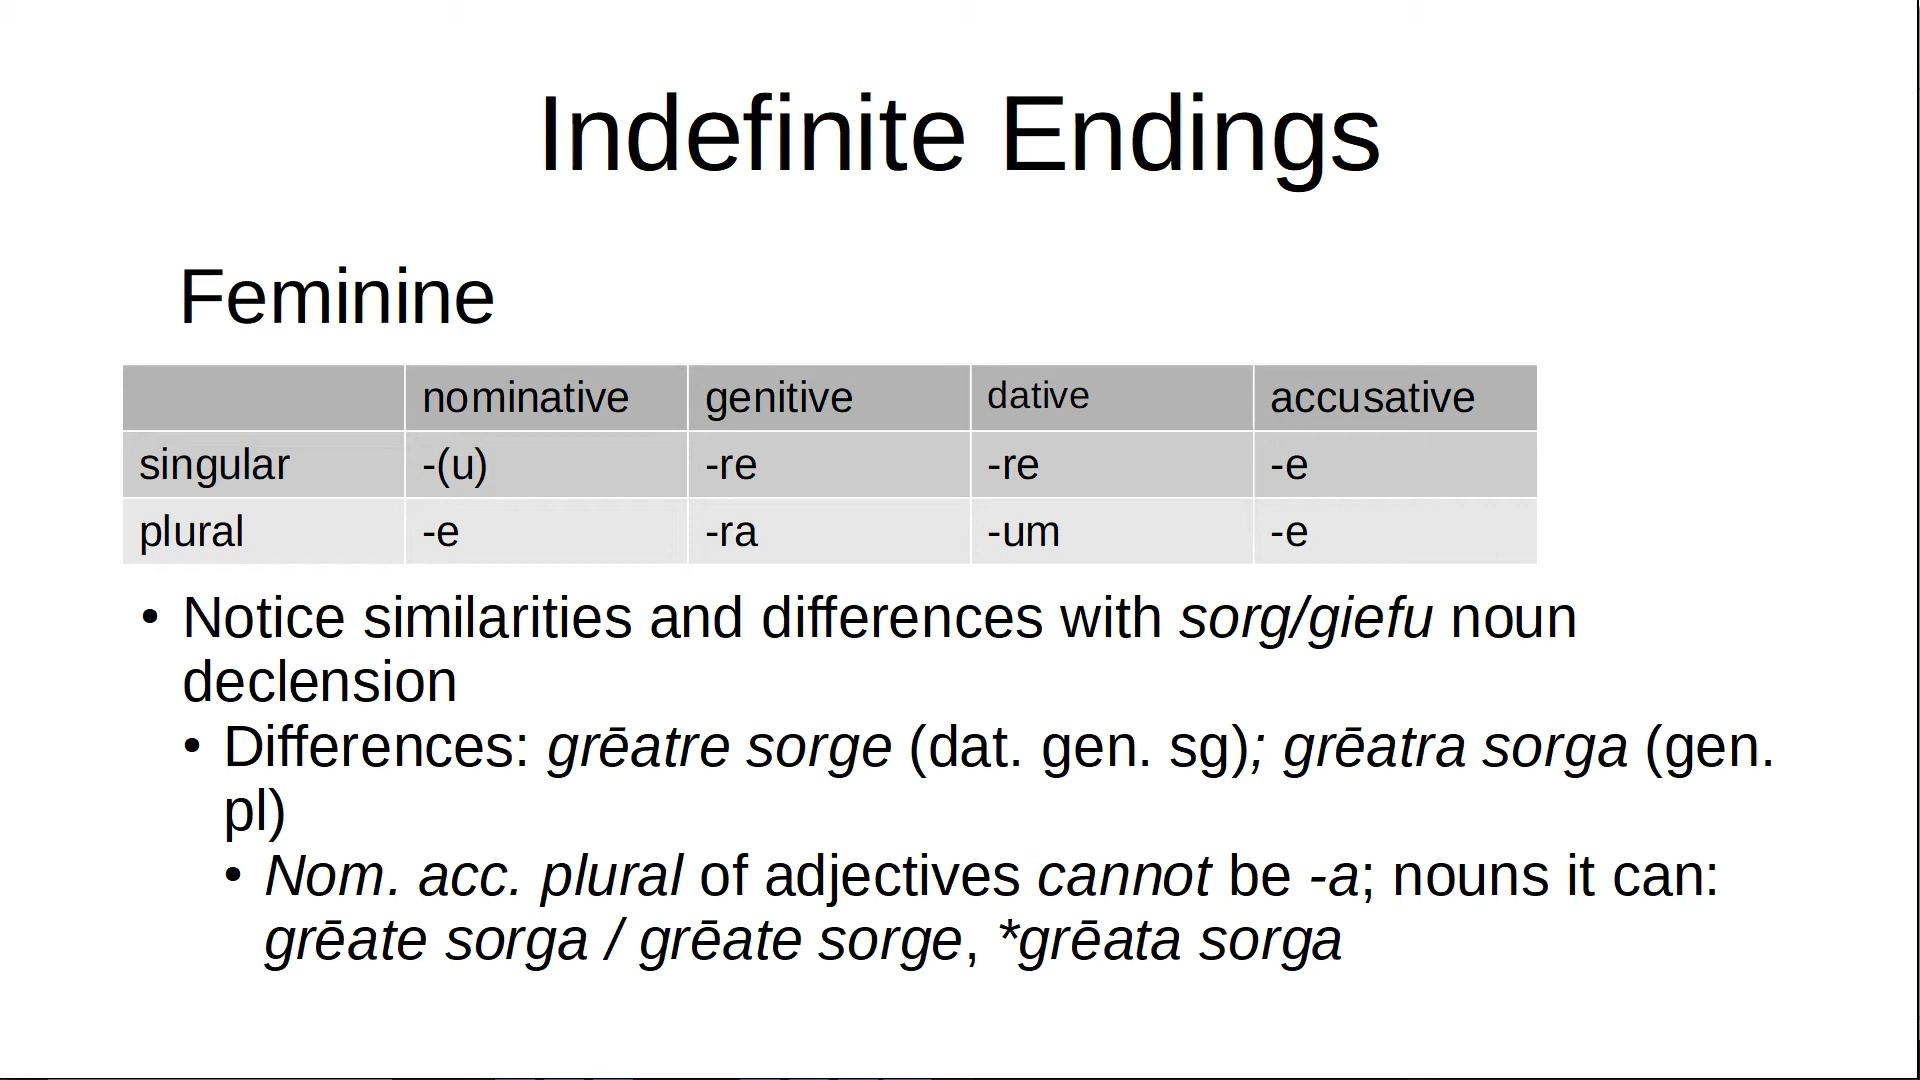 Indefinite Endings
Feminine
nominative genitive dative accusative
singular -(u) -re -re -e
plural -e -ra -um -e
• Notice similarities and differences with sorg/giefu noun
declension
• Differences: grēatre sorge (dat. gen. sg); grēatra sorga (gen.
pl)
• Nom. acc. plural of adjectives cannot be -a; nouns it can:
grēate sorga / grēate sorge, *grēata sorga